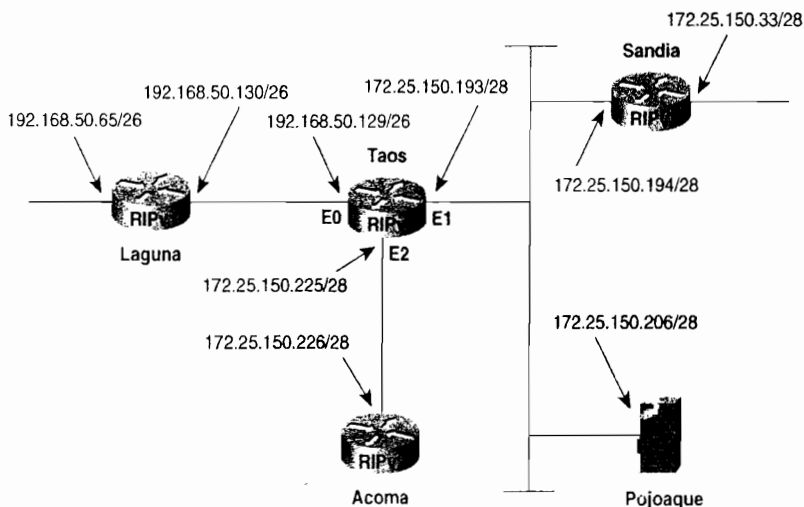 172.25.150.33/28
Sandia
192.168.50.130/26
172.25.150.193/28
192.168.50.65/26
192.168.50.129/26
RIP
Taos
172.25.150.194/28
RIP
E0
RIP
E1
Laguna
E2
172.25.150.225/28
172.25.150.226/28
172.25.150.206/28
RIP
Acoma
Pojoaque